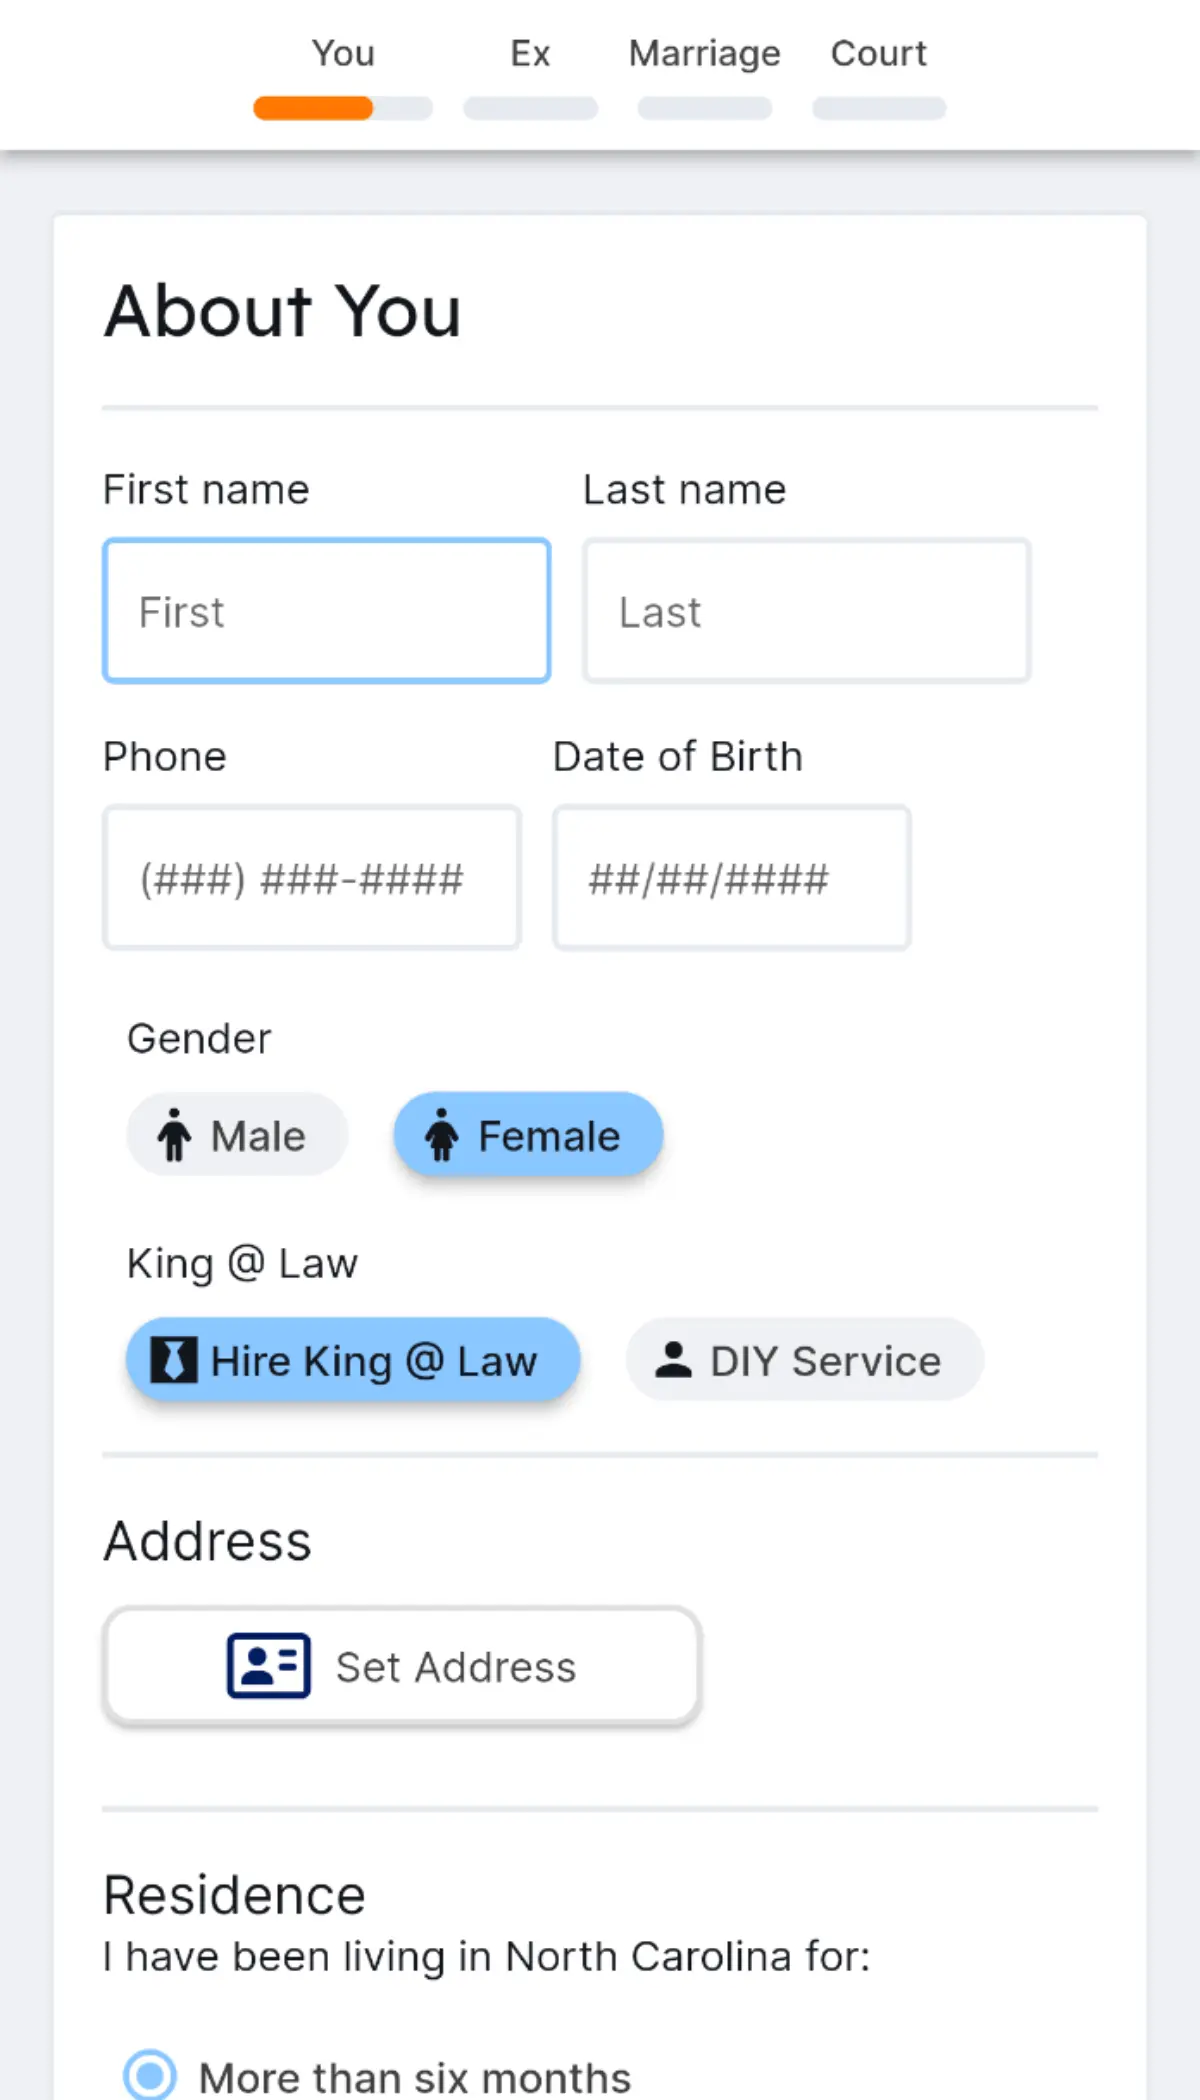 You Ex Marriage Court
About You
First name Last name
First Last
Phone Date of Birth
(###) ###-#### ##/##/####
Gender
Male Female
King @ Law
Hire King @ Law DIY Service
Address
Set Address
Residence
I have been living in North Carolina for:
More than six months